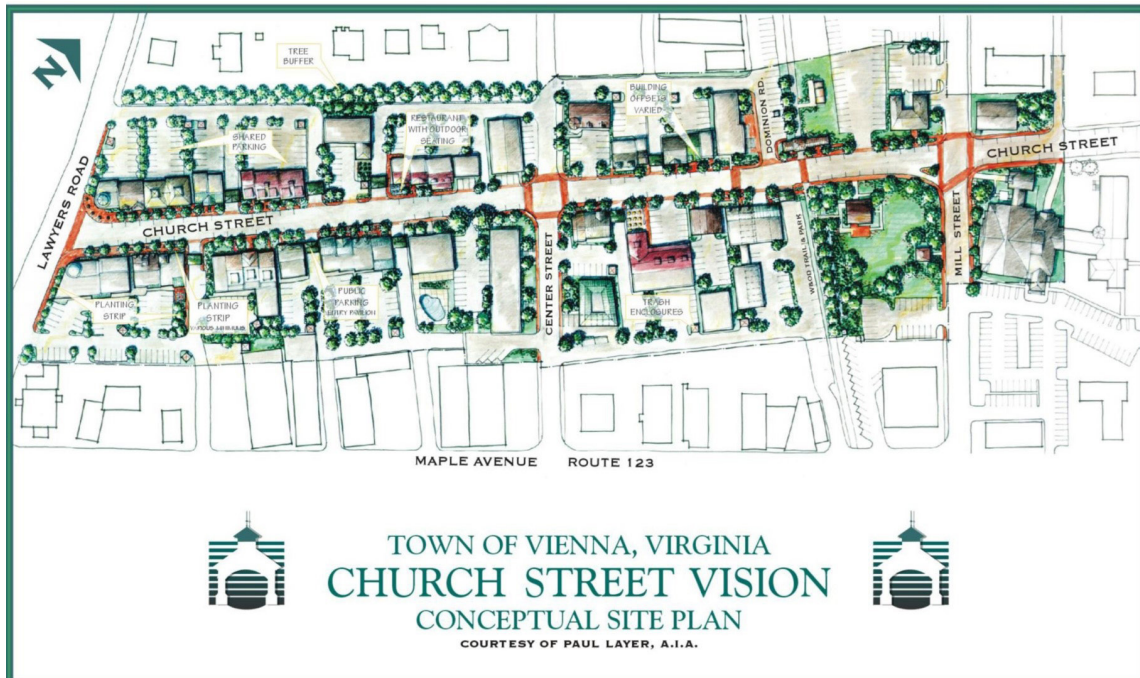 N
TREE
BUFFER
SHARED
PARKING
RESTAURANT
WITH OUTDOOR
SEATING
BUILDING
OFFSETS
VARIED
DOMINION RD.
CHURCH STREET
LAWYERS ROAD
CHURCH STREET
CENTER STREET
MILL STREET
PLANTING
STRIP
PLANTING
STRIP
PUBLIC
PARKING
ENTRY PAVILION
TRASH
ENCLOSURES
W&OD TRAIL/A PARK
MAPLE AVENUE ROUTE 123
TOWN OF VIENNA, VIRGINIA
CHURCH STREET VISION
CONCEPTUAL SITE PLAN
COURTESY OF PAUL LAYER, A.I.A.